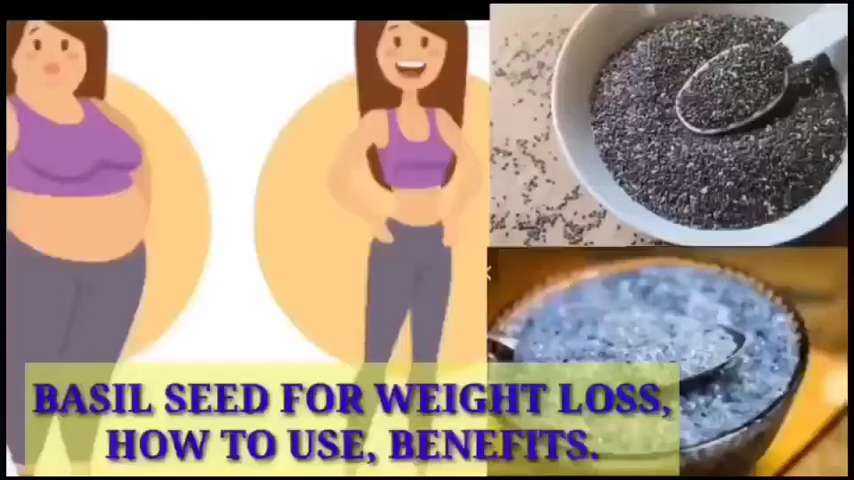 BASIL SEED FOR WEIGHT LOSS,
HOW TO USE, BENEFITS.